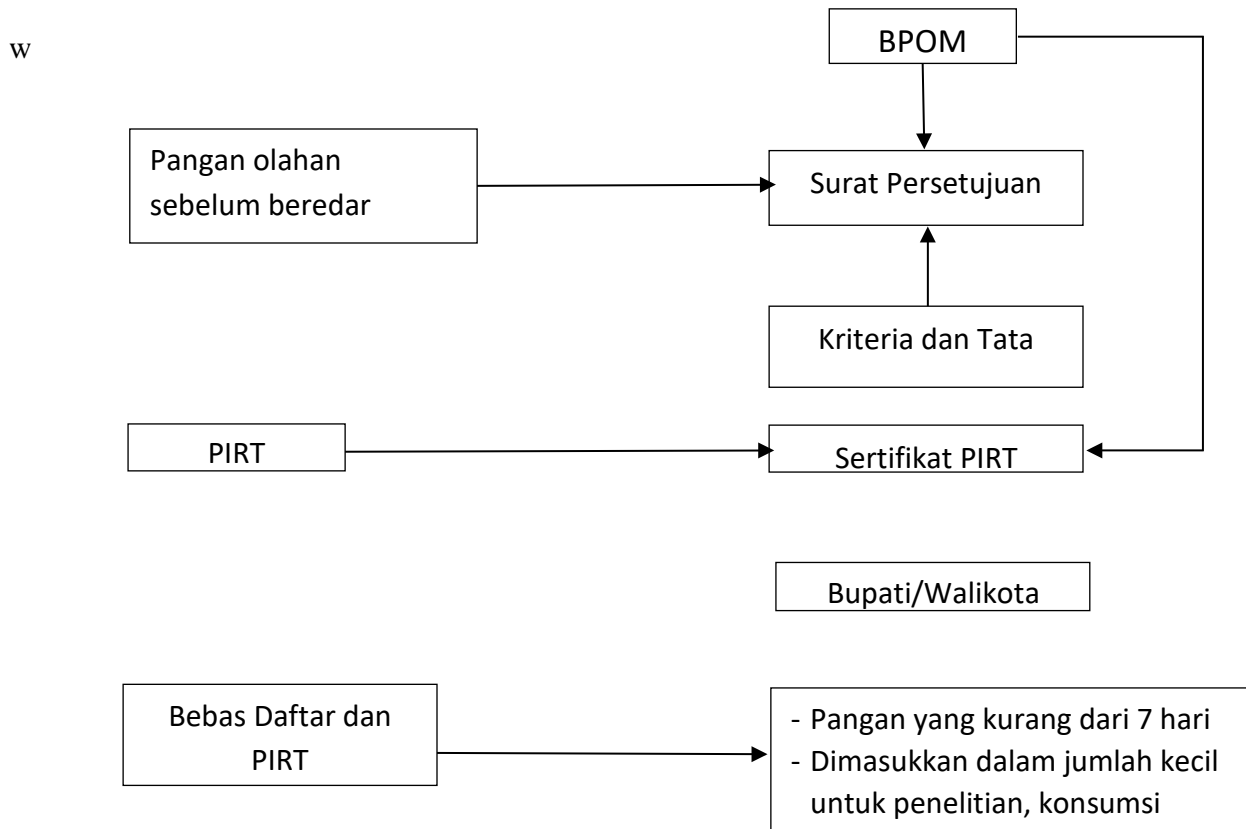 w
BPOM
Pangan olahan
sebelum beredar
Surat Persetujuan
Kriteria dan Tata
PIRT
Sertifikat PIRT
Bupati/Walikota
Bebas Daftar dan
PIRT
- Pangan yang kurang dari 7 hari
- Dimasukkan dalam jumlah kecil
untuk penelitian, konsumsi